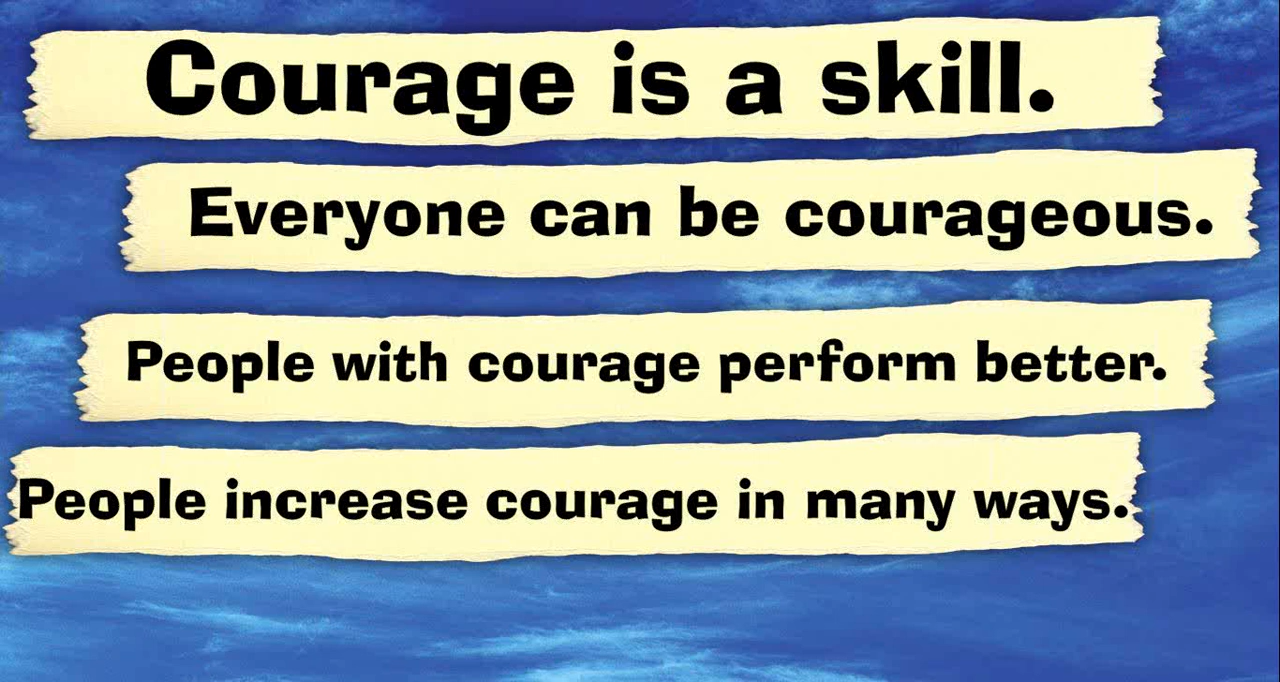 Courage is a skill.
Everyone can be courageous.
People with courage perform better.
People increase courage in many ways.